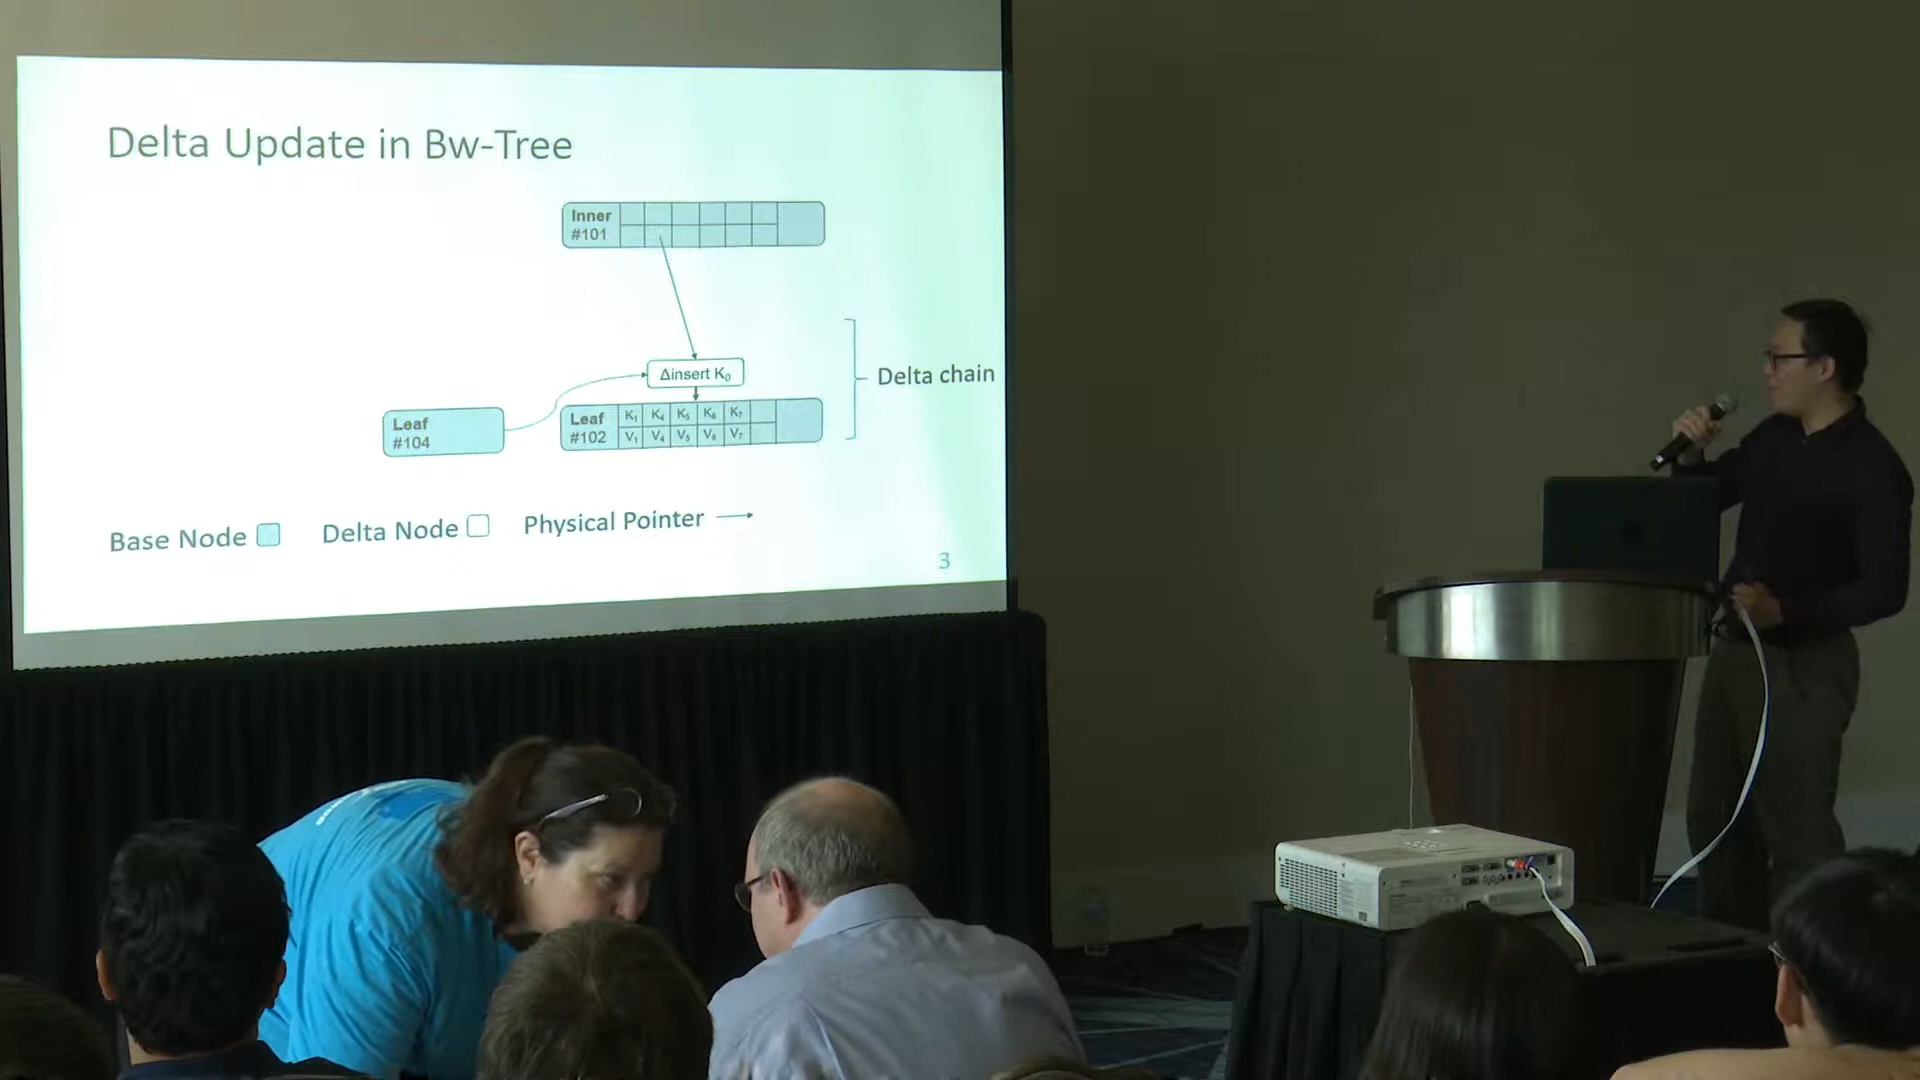 Delta Update in Bw-Tree
Inner
#101
Δinsert K₀
Delta chain
Leaf
#104
Leaf
#102
K₁ K₄ K₅ K₆ K₇
V₁ V₄ V₅ V₆ V₇
Base Node
Delta Node
Physical Pointer
3